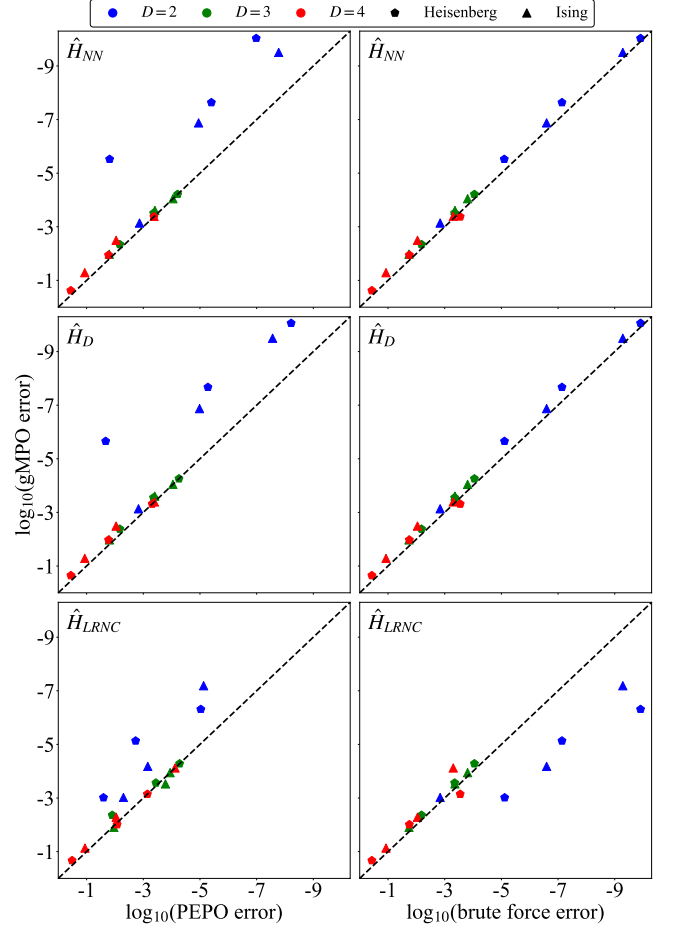 D=2 D=3 D=4 Heisenberg Ising
Ĥ_NN Ĥ_NN
-9
-7
-5
-3
-1
Ĥ_D Ĥ_D
-9
-7
-5
-3
-1
log₁₀(gMPO error)
Ĥ_LRNC Ĥ_LRNC
-9
-7
-5
-3
-1
-1 -3 -5 -7 -9 -1 -3 -5 -7 -9
log₁₀(PEPO error) log₁₀(brute force error)